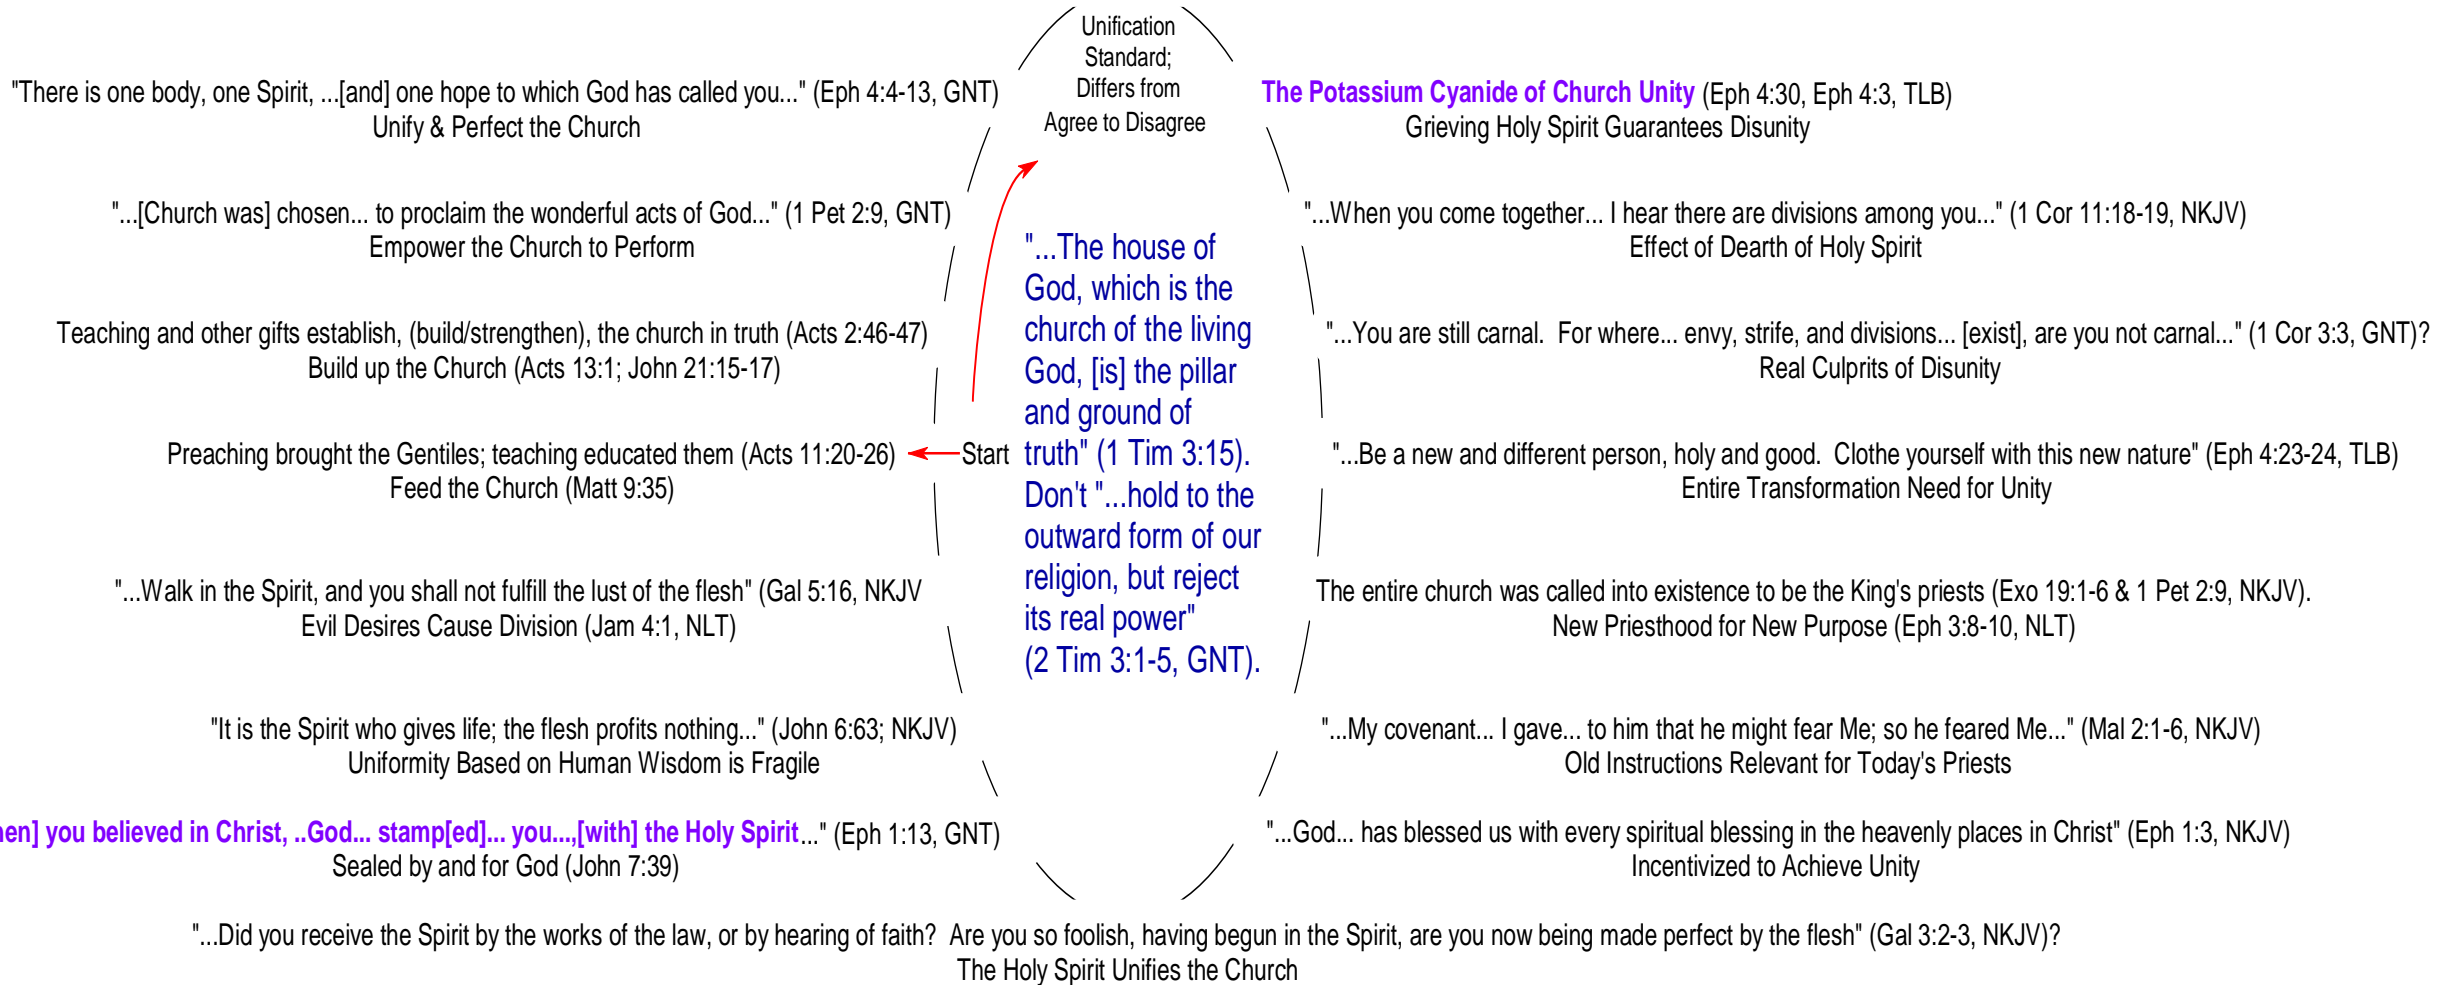 Unification
Standard;
Differs from
Agree to Disagree
"There is one body, one Spirit, ...[and] one hope to which God has called you..." (Eph 4:4-13, GNT)
Unify & Perfect the Church
"...[Church was] chosen... to proclaim the wonderful acts of God..." (1 Pet 2:9, GNT)
Empower the Church to Perform
Teaching and other gifts establish, (build/strengthen), the church in truth (Acts 2:46-47)
Build up the Church (Acts 13:1; John 21:15-17)
Preaching brought the Gentiles; teaching educated them (Acts 11:20-26)
Feed the Church (Matt 9:35)
"...Walk in the Spirit, and you shall not fulfill the lust of the flesh" (Gal 5:16, NKJV
Evil Desires Cause Division (Jam 4:1, NLT)
"It is the Spirit who gives life; the flesh profits nothing..." (John 6:63; NKJV)
Uniformity Based on Human Wisdom is Fragile
you believed in Christ, ..God... stamp[ed]... you...,[with] the Holy Spirit..." (Eph 1:13, GNT)
Sealed by and for God (John 7:39)
Start
"...The house of
God, which is the
church of the living
God, [is] the pillar
and ground of
truth" (1 Tim 3:15).
Don't "...hold to the
outward form of our
religion, but reject
its real power"
(2 Tim 3:1-5, GNT).
The Potassium Cyanide of Church Unity (Eph 4:30, Eph 4:3, TLB)
Grieving Holy Spirit Guarantees Disunity
"...When you come together... I hear there are divisions among you..." (1 Cor 11:18-19, NKJV)
Effect of Dearth of Holy Spirit
"...You are still carnal.  For where... envy, strife, and divisions... [exist], are you not carnal..." (1 Cor 3:3, GNT)?
Real Culprits of Disunity
"...Be a new and different person, holy and good.  Clothe yourself with this new nature" (Eph 4:23-24, TLB)
Entire Transformation Need for Unity
The entire church was called into existence to be the King's priests (Exo 19:1-6 & 1 Pet 2:9, NKJV).
New Priesthood for New Purpose (Eph 3:8-10, NLT)
"...My covenant... I gave... to him that he might fear Me; so he feared Me..." (Mal 2:1-6, NKJV)
Old Instructions Relevant for Today's Priests
"...God... has blessed us with every spiritual blessing in the heavenly places in Christ" (Eph 1:3, NKJV)
Incentivized to Achieve Unity
"...Did you receive the Spirit by the works of the law, or by hearing of faith?  Are you so foolish, having begun in the Spirit, are you now being made perfect by the flesh" (Gal 3:2-3, NKJV)?
The Holy Spirit Unifies the Church